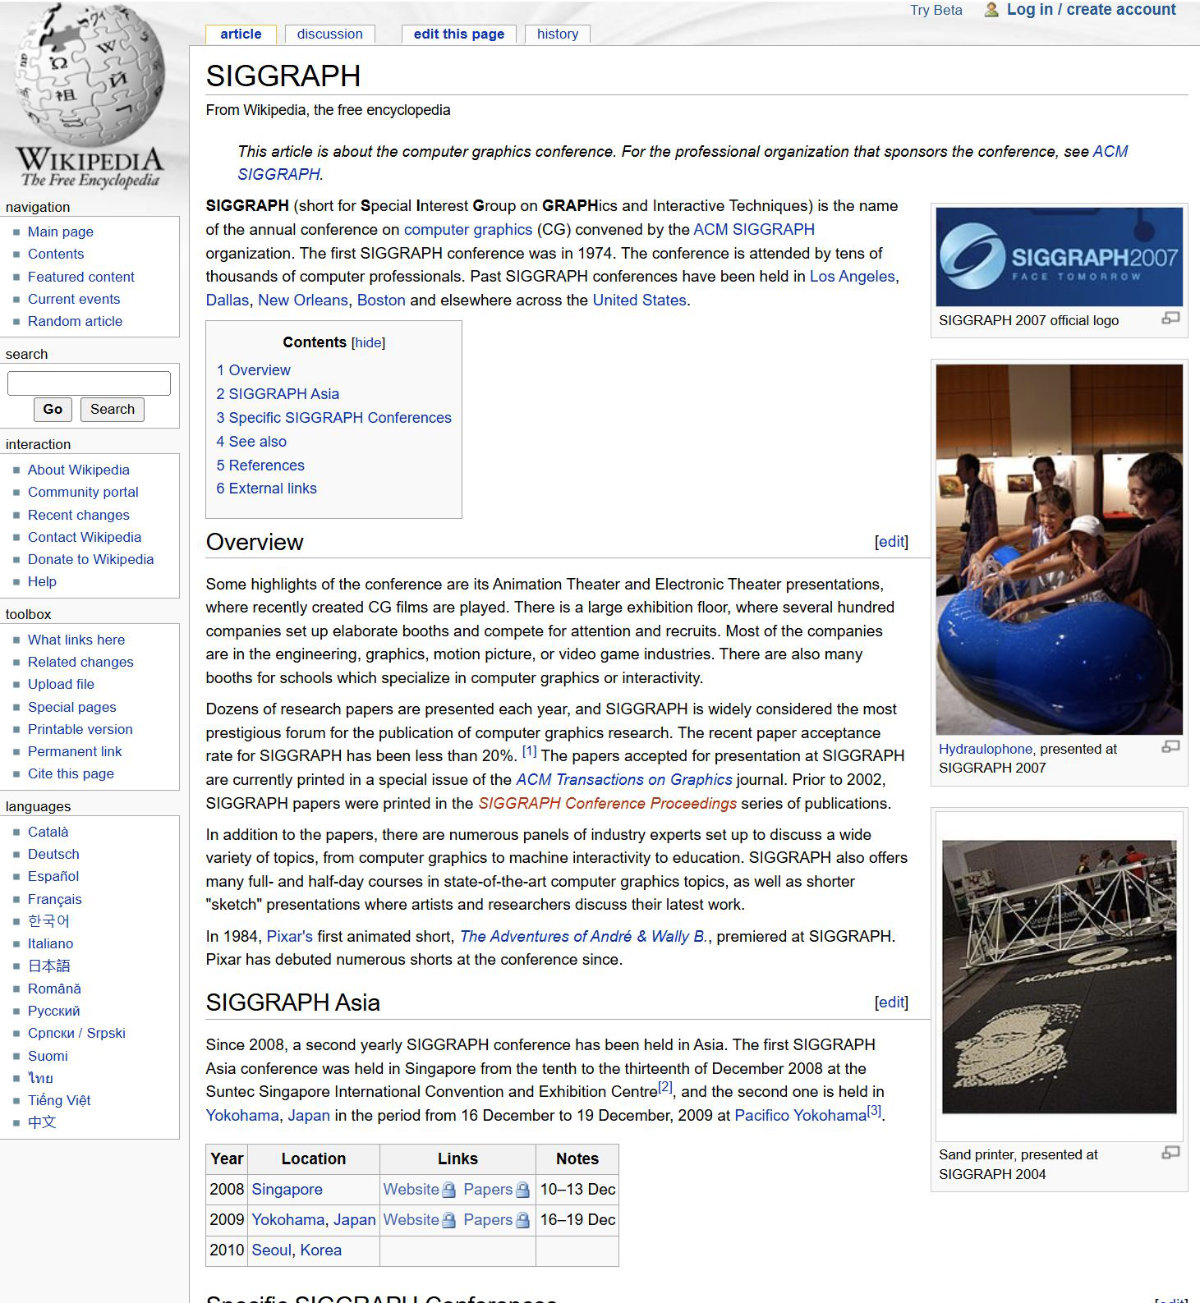 Try Beta
Log in / create account
article
discussion
edit this page
history
WIKIPEDIA
The Free Encyclopedia
navigation
Main page
Contents
Featured content
Current events
Random article
search
Go
Search
interaction
About Wikipedia
Community portal
Recent changes
Contact Wikipedia
Donate to Wikipedia
Help
toolbox
What links here
Related changes
Upload file
Special pages
Printable version
Permanent link
Cite this page
languages
Català
Deutsch
Español
Français
한국어
Italiano
日本語
Română
Русский
Српски / Srpski
Suomi
ไทย
Tiếng Việt
中文
SIGGRAPH
From Wikipedia, the free encyclopedia
This article is about the computer graphics conference. For the professional organization that sponsors the conference, see ACM
SIGGRAPH.
SIGGRAPH (short for Special Interest Group on GRAPHics and Interactive Techniques) is the name
of the annual conference on computer graphics (CG) convened by the ACM SIGGRAPH
organization. The first SIGGRAPH conference was in 1974. The conference is attended by tens of
thousands of computer professionals. Past SIGGRAPH conferences have been held in Los Angeles,
Dallas, New Orleans, Boston and elsewhere across the United States.
SIGGRAPH2007
FACE TOMORROW
SIGGRAPH 2007 official logo
Contents [hide]
1 Overview
2 SIGGRAPH Asia
3 Specific SIGGRAPH Conferences
4 See also
5 References
6 External links
Overview
[edit]
Some highlights of the conference are its Animation Theater and Electronic Theater presentations,
where recently created CG films are played. There is a large exhibition floor, where several hundred
companies set up elaborate booths and compete for attention and recruits. Most of the companies
are in the engineering, graphics, motion picture, or video game industries. There are also many
booths for schools which specialize in computer graphics or interactivity.
Dozens of research papers are presented each year, and SIGGRAPH is widely considered the most
prestigious forum for the publication of computer graphics research. The recent paper acceptance
rate for SIGGRAPH has been less than 20%. [1] The papers accepted for presentation at SIGGRAPH
are currently printed in a special issue of the ACM Transactions on Graphics journal. Prior to 2002,
SIGGRAPH papers were printed in the SIGGRAPH Conference Proceedings series of publications.
In addition to the papers, there are numerous panels of industry experts set up to discuss a wide
variety of topics, from computer graphics to machine interactivity to education. SIGGRAPH also offers
many full- and half-day courses in state-of-the-art computer graphics topics, as well as shorter
"sketch" presentations where artists and researchers discuss their latest work.
In 1984, Pixar's first animated short, The Adventures of André & Wally B., premiered at SIGGRAPH.
Pixar has debuted numerous shorts at the conference since.
Hydraulophone, presented at
SIGGRAPH 2007
ACMSIGGRAPH
Sand printer, presented at
SIGGRAPH 2004
SIGGRAPH Asia
[edit]
Since 2008, a second yearly SIGGRAPH conference has been held in Asia. The first SIGGRAPH
Asia conference was held in Singapore from the tenth to the thirteenth of December 2008 at the
Suntec Singapore International Convention and Exhibition Centre[2], and the second one is held in
Yokohama, Japan in the period from 16 December to 19 December, 2009 at Pacifico Yokohama[3].
Year Location Links Notes
2008 Singapore Website Papers 10–13 Dec
2009 Yokohama, Japan Website Papers 16–19 Dec
2010 Seoul, Korea
Specific SIGGRAPH Conferences
[edit]